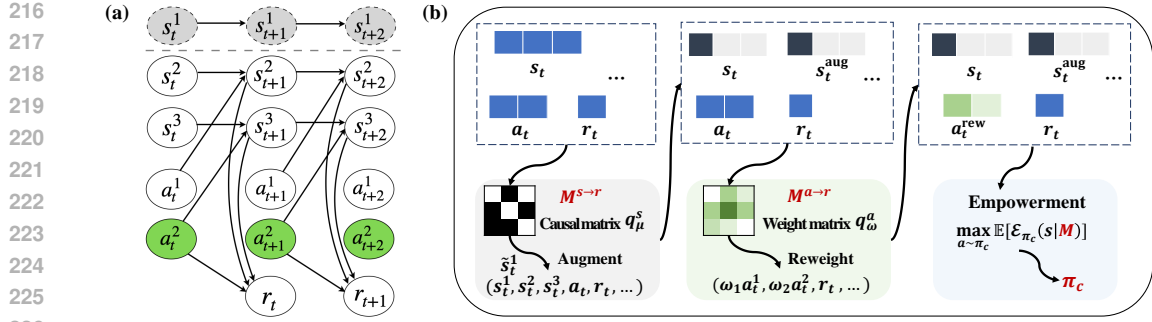 216
217
218
219
220
221
222
223
224
225
(a)
s_t^1 s_{t+1}^1 s_{t+2}^1
s_t^2 s_{t+1}^2 s_{t+2}^2
s_t^3 s_{t+1}^3 s_{t+2}^3
a_t^1 a_{t+1}^1 a_{t+2}^1
a_t^2 a_{t+1}^2 a_{t+2}^2
r_t r_{t+1}
(b)
s_t ...
a_t r_t
M^{s→r}
Causal matrix q_μ^s
s̃_t^1 Augment
(s_t^1, s_t^2, s_t^3, a_t, r_t, ...)
s_t s_t^{aug} ...
a_t r_t
M^{a→r}
Weight matrix q_ω^a
Reweight
(ω_1 a_t^1, ω_2 a_t^2, r_t, ...)
s_t s_t^{aug} ...
a_t^{rew} r_t
Empowerment
max_{a∼π_c} 𝔼[ℰ_{π_c}(s|M)]
π_c